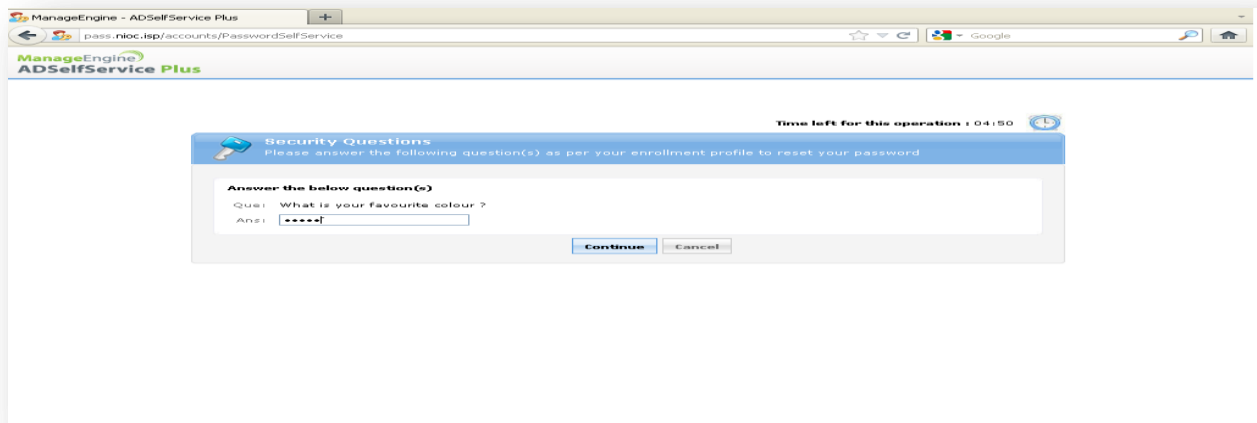 ManageEngine - ADSelfService Plus
pass.nioc.isp/accounts/PasswordSelfService
Google
ManageEngine
ADSelfService Plus
Time left for this operation : 04:50
Security Questions
Please answer the following question(s) as per your enrollment profile to reset your password
Answer the below question(s)
Que: What is your favourite colour ?
Ans: •••••
Continue Cancel